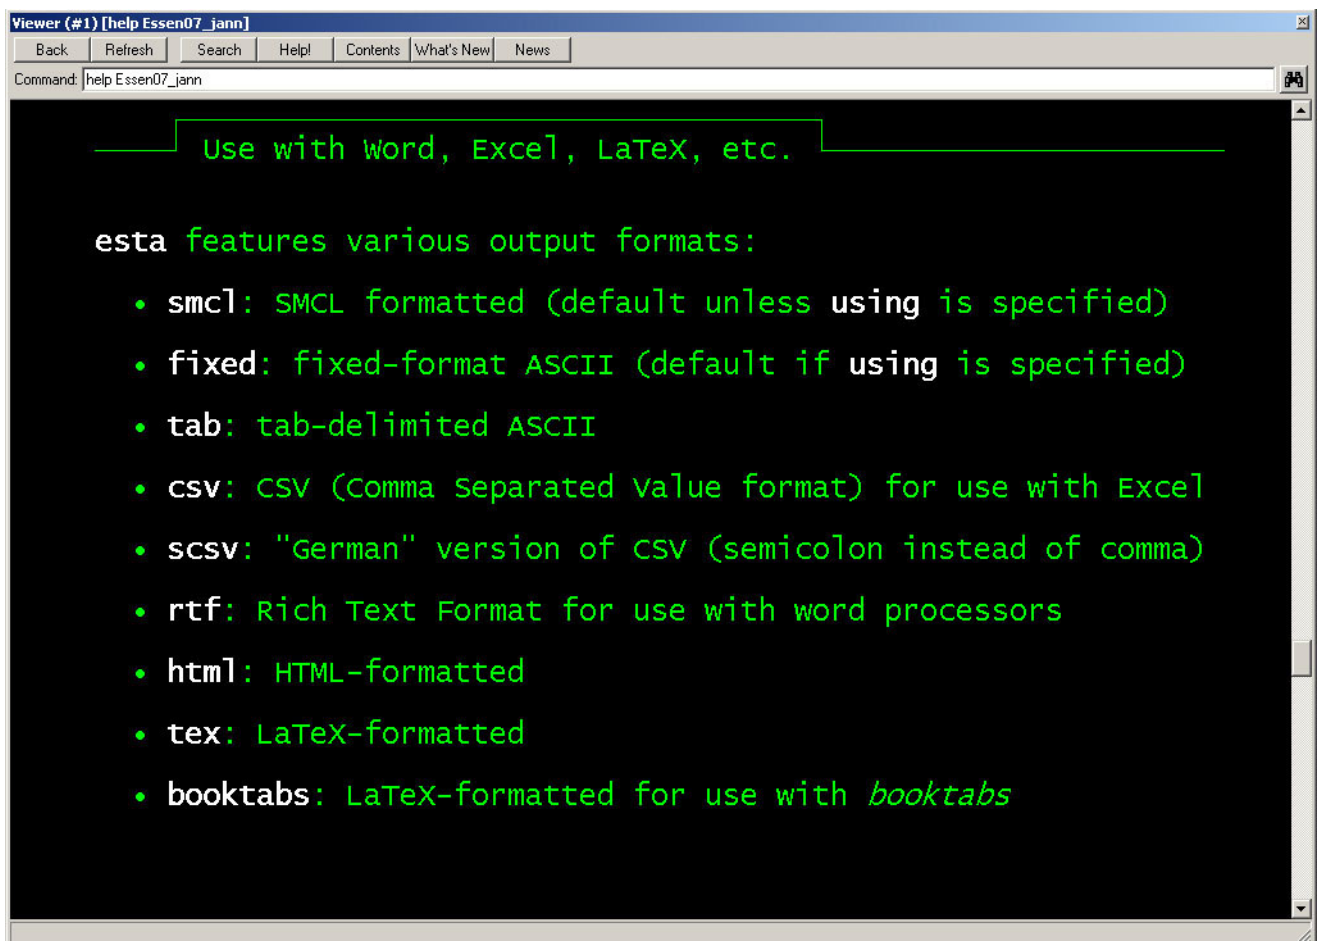 Viewer (#1) [help Essen07_jann]
Back Refresh Search Help! Contents What's New News
Command: help Essen07_jann
Use with Word, Excel, LaTeX, etc.
esta features various output formats:
• smcl: SMCL formatted (default unless using is specified)
• fixed: fixed-format ASCII (default if using is specified)
• tab: tab-delimited ASCII
• csv: CSV (Comma Separated Value format) for use with Excel
• scsv: "German" version of CSV (semicolon instead of comma)
• rtf: Rich Text Format for use with word processors
• html: HTML-formatted
• tex: LaTeX-formatted
• booktabs: LaTeX-formatted for use with booktabs